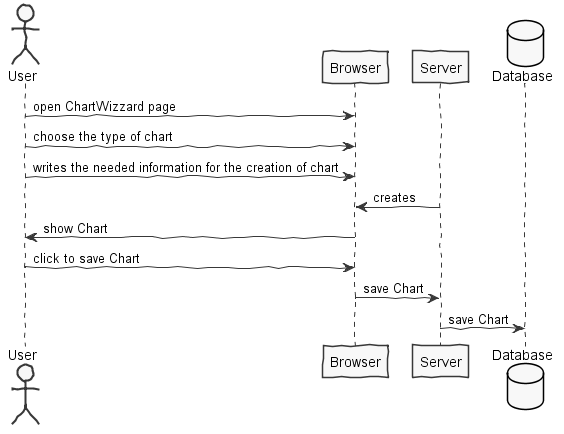 User
Browser
Server
Database
open ChartWizzard page
choose the type of chart
writes the needed information for the creation of chart
creates
show Chart
click to save Chart
save Chart
save Chart
User
Browser
Server
Database